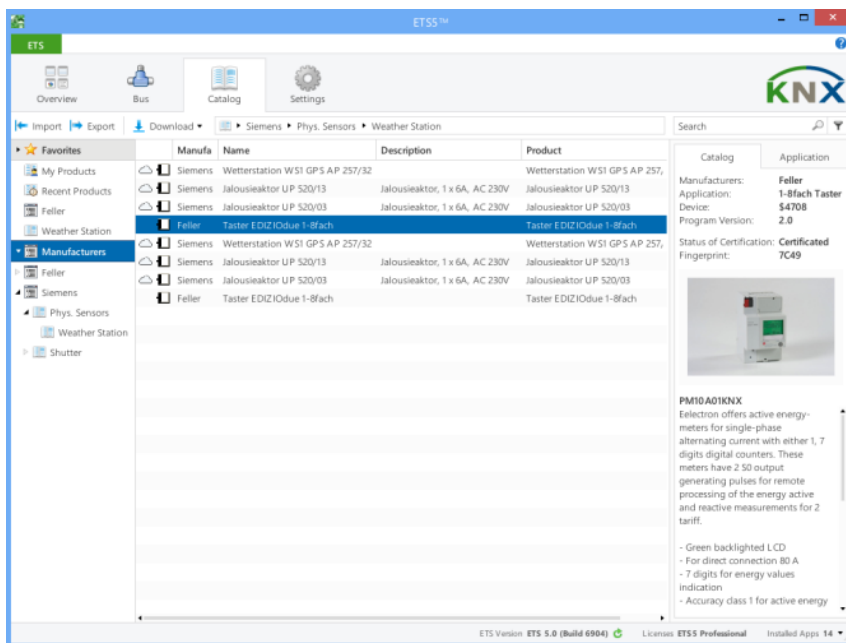 ETS5™
ETS
Overview Bus Catalog Settings
KNX
Import Export Download Siemens Phys. Sensors Weather Station Search
Favorites
My Products
Recent Products
Feller
Weather Station
Manufacturers
Feller
Siemens
Phys. Sensors
Weather Station
Shutter
Manufa Name Description Product
Siemens Wetterstation WS1 GPS AP 257/32 Wetterstation WS1 GPS AP 257,
Siemens Jalousieaktor UP 520/13 Jalousieaktor, 1 x 6A, AC 230V Jalousieaktor UP 520/13
Siemens Jalousieaktor UP 520/03 Jalousieaktor, 1 x 6A, AC 230V Jalousieaktor UP 520/03
Feller Taster EDIZIOdue 1-8fach Taster EDIZIOdue 1-8fach
Siemens Wetterstation WS1 GPS AP 257/32 Wetterstation WS1 GPS AP 257,
Siemens Jalousieaktor UP 520/13 Jalousieaktor, 1 x 6A, AC 230V Jalousieaktor UP 520/13
Siemens Jalousieaktor UP 520/03 Jalousieaktor, 1 x 6A, AC 230V Jalousieaktor UP 520/03
Feller Taster EDIZIOdue 1-8fach Taster EDIZIOdue 1-8fach
Catalog Application
Manufacturers: Feller
Application: 1-8fach Taster
Device: $4708
Program Version: 2.0
Status of Certification: Certificated
Fingerprint: 7C49
PM10A01KNX
Eelectron offers active energy-
meters for single-phase
alternating current with either 1, 7
digits digital counters. These
meters have 2 S0 output
generating pulses for remote
processing of the energy active
and reactive measurements for 2
tariff.
- Green backlighted LCD
- For direct connection 80 A
- 7 digits for energy values
indication
- Accuracy class 1 for active energy
ETS Version ETS 5.0 (Build 6904) Licenses ETS5 Professional Installed Apps 14